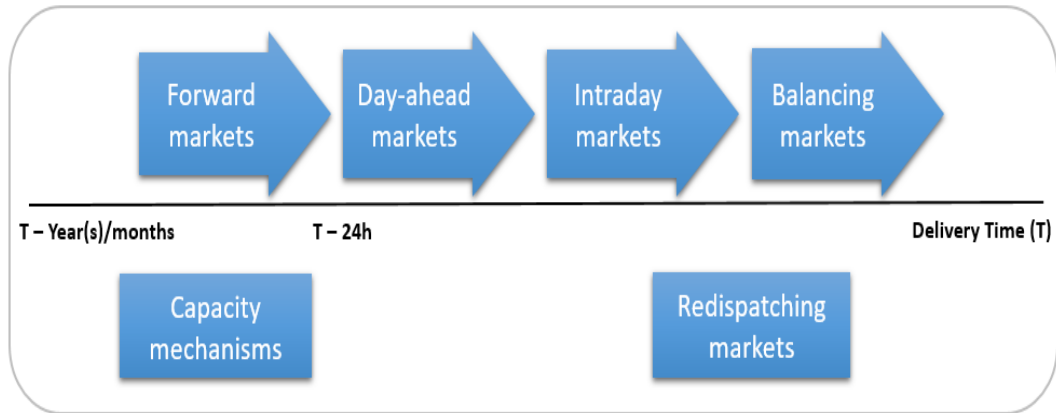 Forward
markets
Day-ahead
markets
Intraday
markets
Balancing
markets
T – Year(s)/months
T – 24h
Delivery Time (T)
Capacity
mechanisms
Redispatching
markets